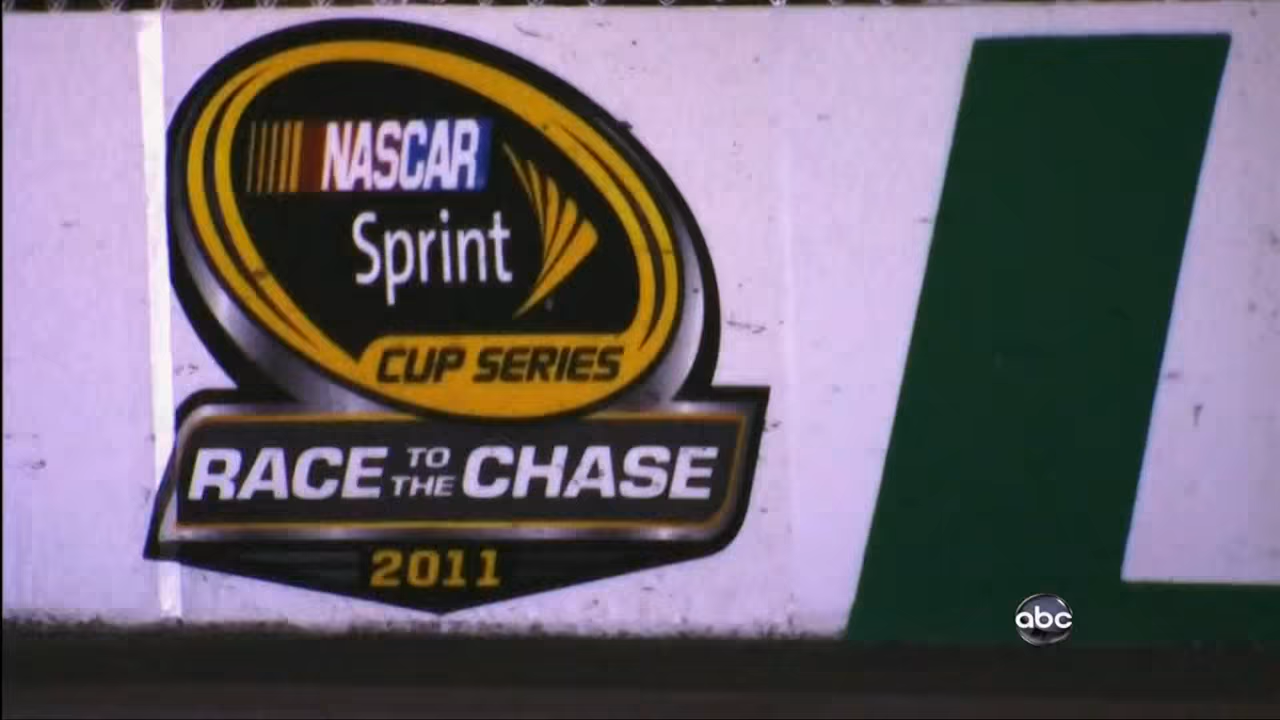 NASCAR
Sprint
CUP SERIES
RACE TO THE CHASE
2011
L
abc